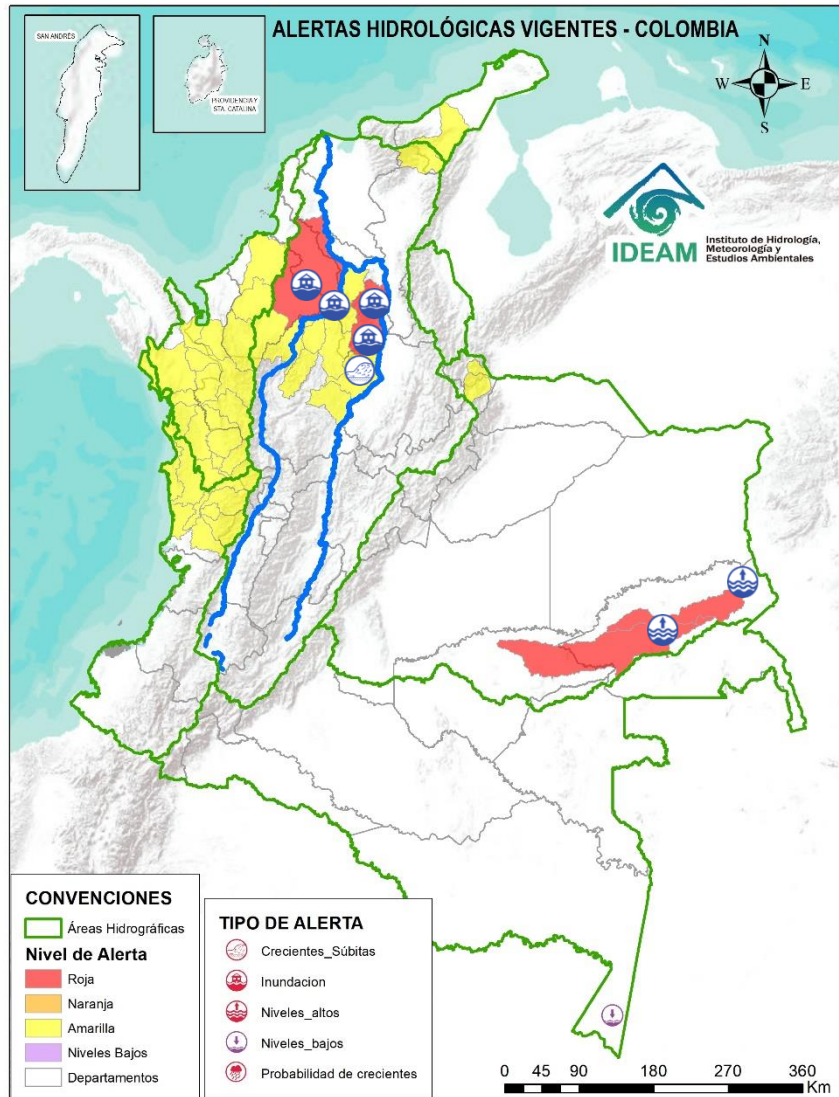 ALERTAS HIDROLÓGICAS VIGENTES - COLOMBIA
SAN ANDRÉS
PROVIDENCIA Y
STA. CATALINA
N
W
E
S
IDEAM
Instituto de Hidrología,
Meteorología y
Estudios Ambientales
CONVENCIONES
Áreas Hidrográficas
Nivel de Alerta
Roja
Naranja
Amarilla
Niveles Bajos
Departamentos
TIPO DE ALERTA
Crecientes_Súbitas
Inundacion
Niveles_altos
Niveles_bajos
Probabilidad de crecientes
0 45 90 180 270 360
Km